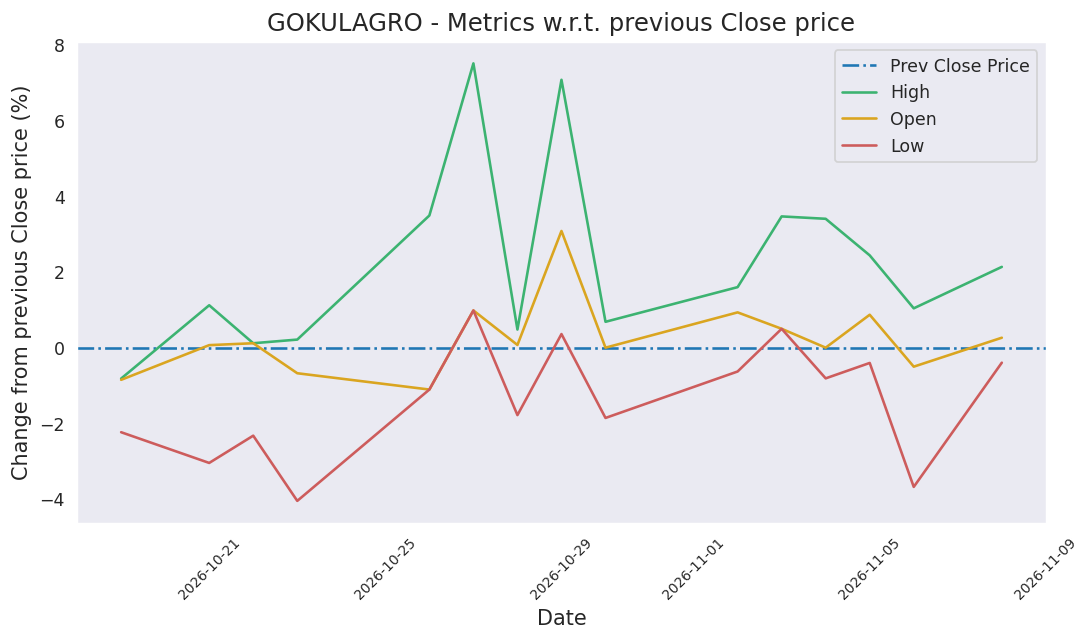 GOKULAGRO - Metrics w.r.t. previous Close price
Change from previous Close price (%)
8
6
4
2
0
−2
−4
Prev Close Price
High
Open
Low
2026-10-21
2026-10-25
2026-10-29
2026-11-01
2026-11-05
2026-11-09
Date